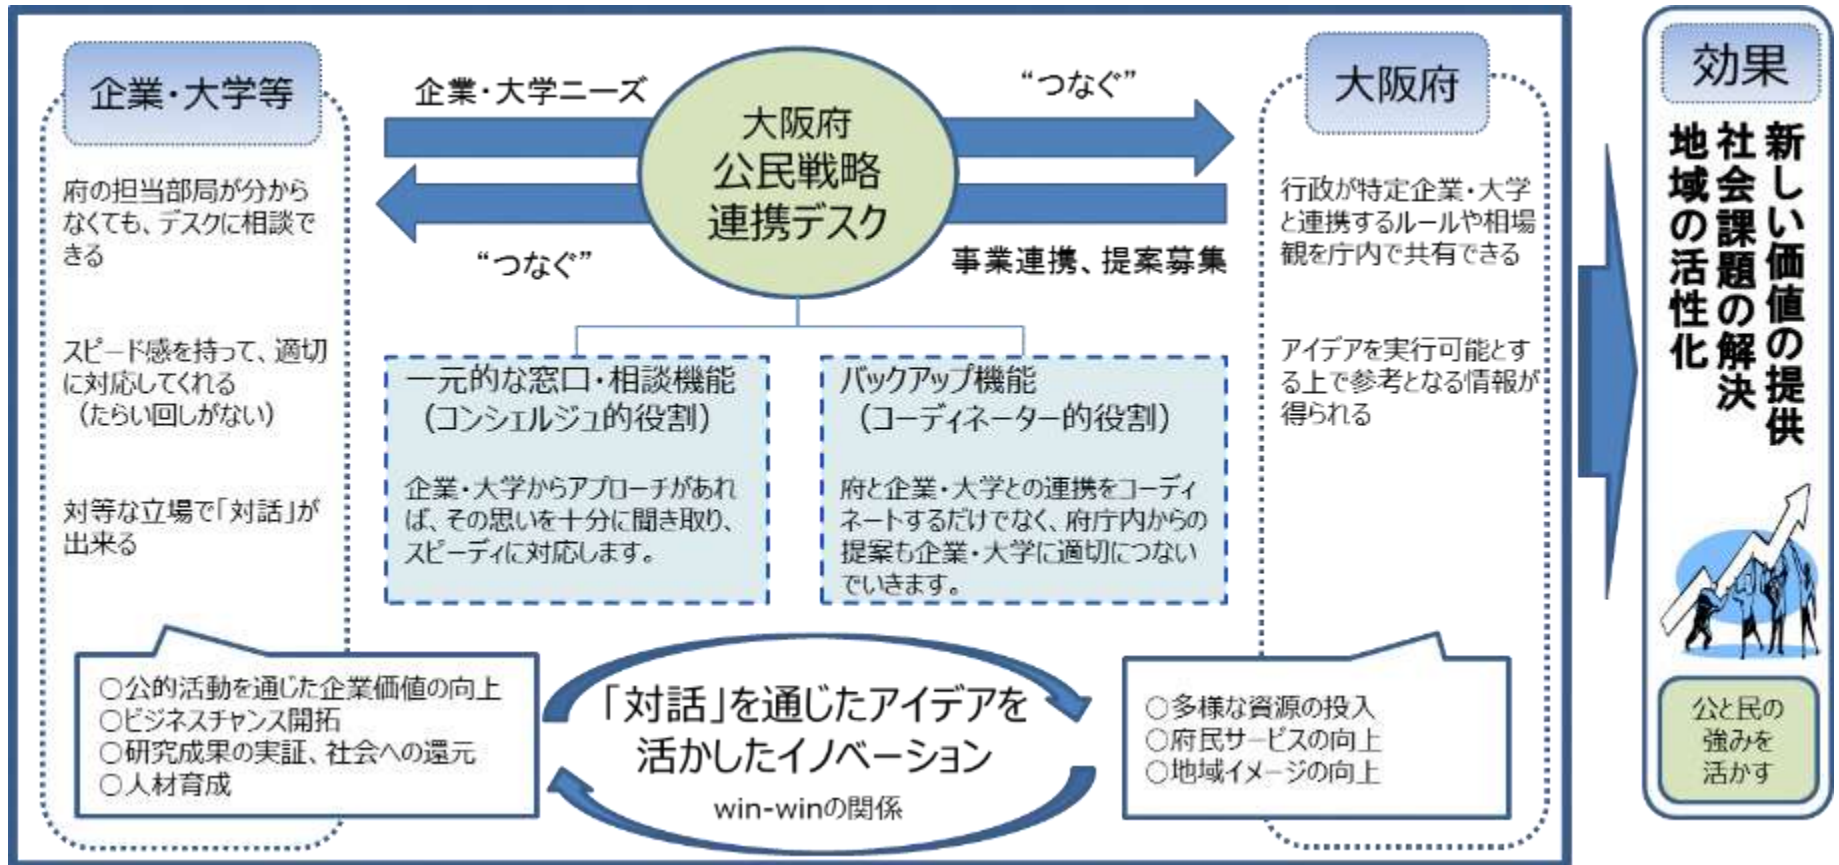 企業・大学等
府の担当部局が分から
なくても、デスクに相談で
きる
スピード感を持って、適切
に対応してくれる
（たらい回しがない）
対等な立場で「対話」が
出来る
○公的活動を通じた企業価値の向上
○ビジネスチャンス開拓
○研究成果の実証、社会への還元
○人材育成
企業・大学ニーズ
“つなぐ”
大阪府
公民戦略
連携デスク
“つなぐ”
事業連携、提案募集
一元的な窓口・相談機能
（コンシェルジュ的役割）
企業・大学からアプローチがあれ
ば、その思いを十分に聞き取り、
スピーディに対応します。
バックアップ機能
（コーディネーター的役割）
府と企業・大学との連携をコーディ
ネートするだけでなく、府庁内からの
提案も企業・大学に適切につない
でいきます。
「対話」を通じたアイデアを
活かしたイノベーション
win-winの関係
大阪府
行政が特定企業・大学
と連携するルールや相場
観を庁内で共有できる
アイデアを実行可能とす
る上で参考となる情報が
得られる
○多様な資源の投入
○府民サービスの向上
○地域イメージの向上
効果
新しい価値の提供
社会課題の解決
地域の活性化
公と民の
強みを
活かす